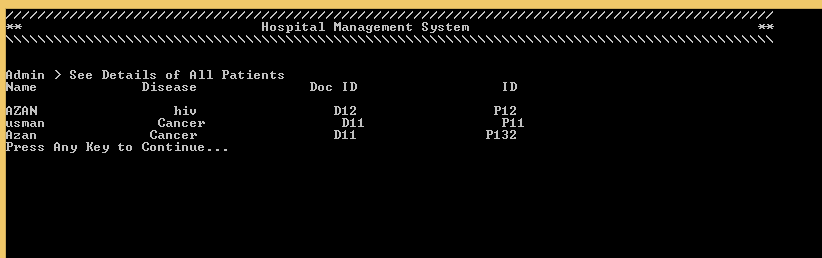 ////////////////////////////////////////////////////////////////////////////////////////////////
** Hospital Management System **
\\\\\\\\\\\\\\\\\\\\\\\\\\\\\\\\\\\\\\\\\\\\\\\\\\\\\\\\\\\\\\\\\\\\\\\\\\\\\\\\\\\\\\\\\\\\\\\\
Admin > See Details of All Patients
Name Disease Doc ID ID
AZAN hiv D12 P12
usman Cancer D11 P11
Azan Cancer D11 P132
Press Any Key to Continue...